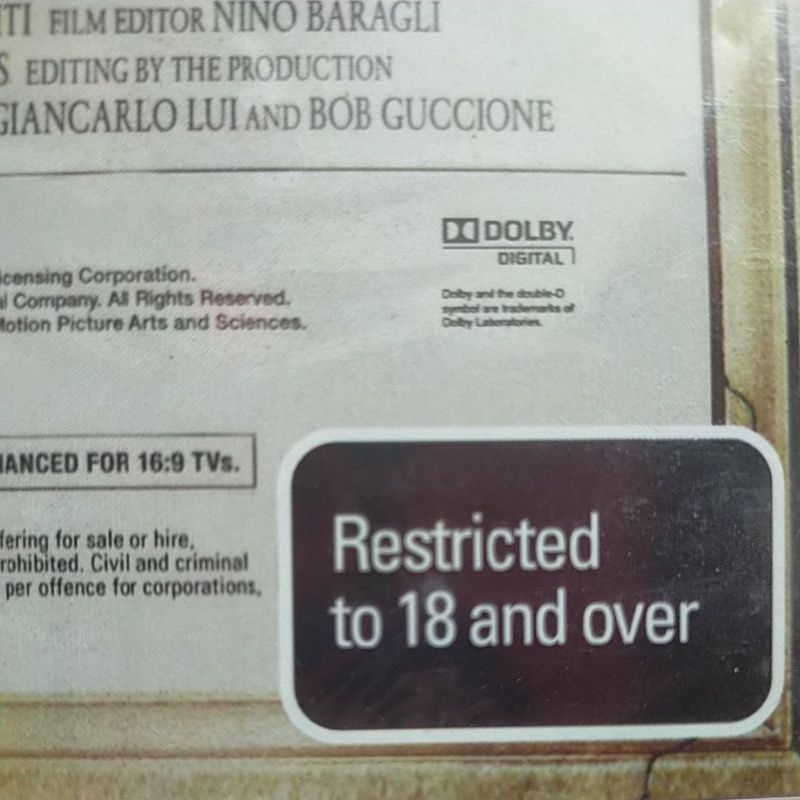 ITI FILM EDITOR NINO BARAGLI
S EDITING BY THE PRODUCTION
GIANCARLO LUI AND BOB GUCCIONE
DOLBY
DIGITAL
icensing Corporation.
al Company. All Rights Reserved.
Motion Picture Arts and Sciences.
Dolby and the double-D
symbol are trademarks of
Dolby Laboratories.
HANCED FOR 16:9 TVs.
fering for sale or hire,
rohibited. Civil and criminal
per offence for corporations,
Restricted
to 18 and over